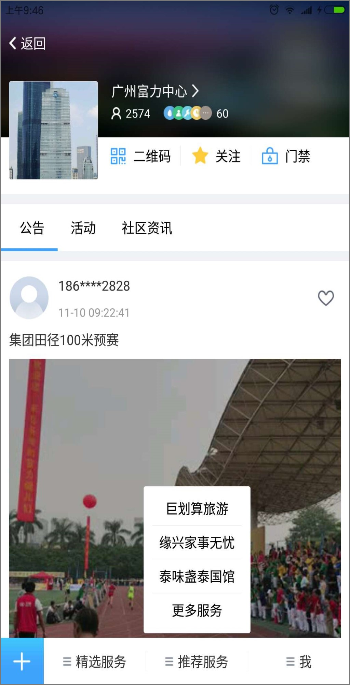 上午9:46
返回
广州富力中心
2574
60
二维码
关注
门禁
公告
活动
社区资讯
186****2828
11-10 09:22:41
集团田径100米预赛
巨划算旅游
缘兴家事无忧
泰味盏泰国馆
更多服务
精选服务
推荐服务
我